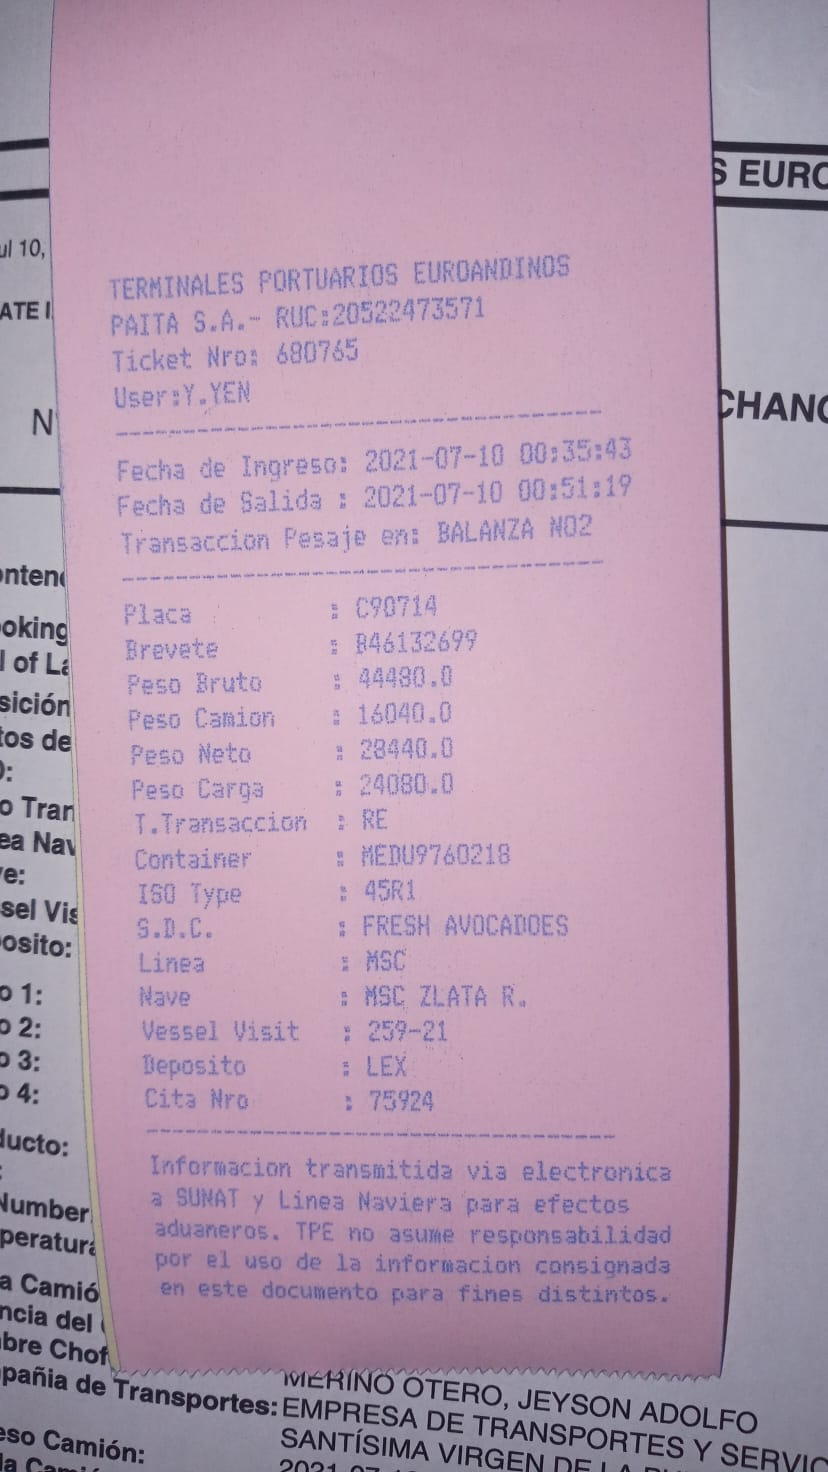 S EURO
ul 10,
ATE I
TERMINALES PORTUARIOS EUROANDINOS
PAITA S.A.- RUC:20522473571
Ticket Nro: 680765
User:Y.YEN
N
CHANG
Fecha de Ingreso: 2021-07-10 00:35:43
Fecha de Salida : 2021-07-10 00:51:19
Transaccion Pesaje en: BALANZA NO2
Placa : C90714
Brevete : B46132699
Peso Bruto : 44480.0
Peso Camion : 16040.0
Peso Neto : 28440.0
Peso Carga : 24080.0
T.Transaccion : RE
Container : MEDU9760218
ISO Type : 45R1
S.D.C. : FRESH AVOCADOES
Linea : MSC
Nave : MSC ZLATA R.
Vessel Visit : 259-21
Deposito : LEX
Cita Nro : 75924
Informacion transmitida via electronica
a SUNAT y Linea Naviera para efectos
aduaneros. TPE no asume responsabilidad
por el uso de la informacion consignada
en este documento para fines distintos.
onten
ooking
l of La
sición
tos de
o Tran
ea Nav
ve:
sel Vis
osito:
o 1:
o 2:
o 3:
o 4:
ducto:
Number
peratura
a Camió
ncia del
bre Chof
MERINO OTERO, JEYSON ADOLFO
pañia de Transportes: EMPRESA DE TRANSPORTES Y SERVIC
SANTÍSIMA VIRGEN DE LA
eso Camión: